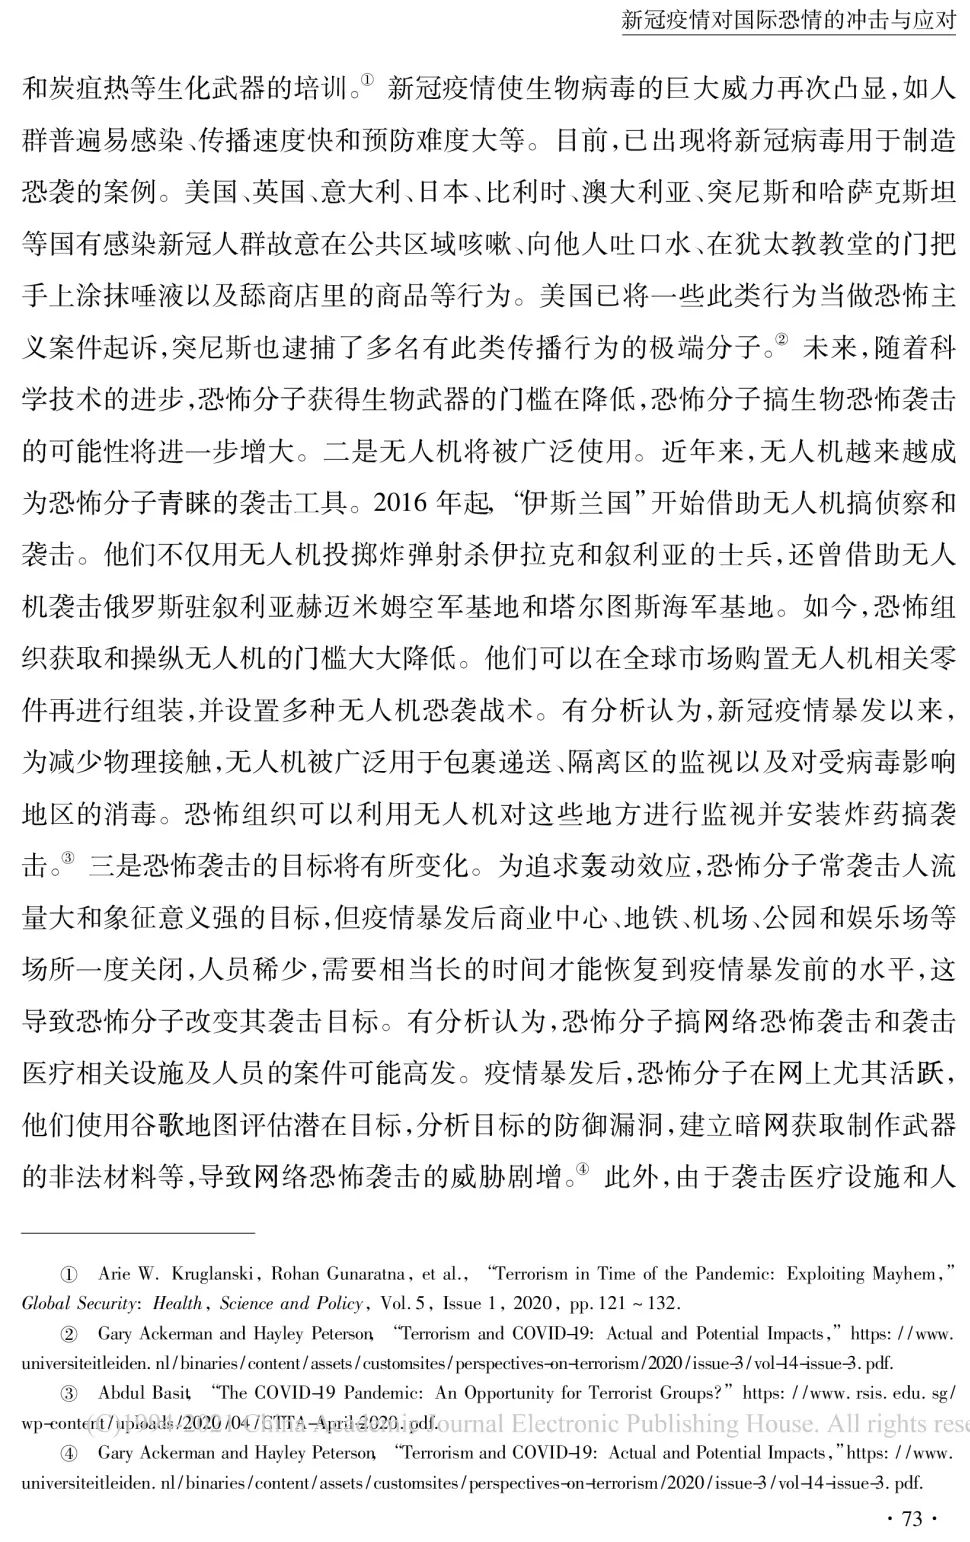 新冠疫情对国际恐情的冲击与应对
和炭疽热等生化武器的培训。① 新冠疫情使生物病毒的巨大威力再次凸显,如人
群普遍易感染、传播速度快和预防难度大等。目前,已出现将新冠病毒用于制造
恐袭的案例。美国、英国、意大利、日本、比利时、澳大利亚、突尼斯和哈萨克斯坦
等国有感染新冠人群故意在公共区域咳嗽、向他人吐口水、在犹太教教堂的门把
手上涂抹唾液以及舔商店里的商品等行为。美国已将一些此类行为当做恐怖主
义案件起诉,突尼斯也逮捕了多名有此类传播行为的极端分子。② 未来,随着科
学技术的进步,恐怖分子获得生物武器的门槛在降低,恐怖分子搞生物恐怖袭击
的可能性将进一步增大。二是无人机将被广泛使用。近年来,无人机越来越成
为恐怖分子青睐的袭击工具。2016 年起,“伊斯兰国”开始借助无人机搞侦察和
袭击。他们不仅用无人机投掷炸弹射杀伊拉克和叙利亚的士兵,还曾借助无人
机袭击俄罗斯驻叙利亚赫迈米姆空军基地和塔尔图斯海军基地。如今,恐怖组
织获取和操纵无人机的门槛大大降低。他们可以在全球市场购置无人机相关零
件再进行组装,并设置多种无人机恐袭战术。有分析认为,新冠疫情暴发以来,
为减少物理接触,无人机被广泛用于包裹递送、隔离区的监视以及对受病毒影响
地区的消毒。恐怖组织可以利用无人机对这些地方进行监视并安装炸药搞袭
击。③ 三是恐怖袭击的目标将有所变化。为追求轰动效应,恐怖分子常袭击人流
量大和象征意义强的目标,但疫情暴发后商业中心、地铁、机场、公园和娱乐场等
场所一度关闭,人员稀少,需要相当长的时间才能恢复到疫情暴发前的水平,这
导致恐怖分子改变其袭击目标。有分析认为,恐怖分子搞网络恐怖袭击和袭击
医疗相关设施及人员的案件可能高发。疫情暴发后,恐怖分子在网上尤其活跃,
他们使用谷歌地图评估潜在目标,分析目标的防御漏洞,建立暗网获取制作武器
的非法材料等,导致网络恐怖袭击的威胁剧增。④ 此外,由于袭击医疗设施和人
① Arie W. Kruglanski, Rohan Gunaratna, et al., “Terrorism in Time of the Pandemic: Exploiting Mayhem,”
Global Security: Health, Science and Policy, Vol. 5, Issue 1, 2020, pp. 121 ~ 132.
② Gary Ackerman and Hayley Peterson, “Terrorism and COVID-19: Actual and Potential Impacts,” https: //www.
universiteitleiden. nl/binaries/content/assets/customsites/perspectives-on-terrorism/2020/issue-3/vol-14-issue-3. pdf.
③ Abdul Basit, “The COVID-19 Pandemic: An Opportunity for Terrorist Groups?” https: //www. rsis. edu. sg/
wp-content/uploads/2020/04/CTTA-April-2020. pdf.
(C)1994-2021 China Academic Journal Electronic Publishing House. All rights rese
④ Gary Ackerman and Hayley Peterson, “Terrorism and COVID-19: Actual and Potential Impacts,”https: //www.
universiteitleiden. nl/binaries/content/assets/customsites/perspectives-on-terrorism/2020/issue-3/vol-14-issue-3. pdf.
· 73 ·